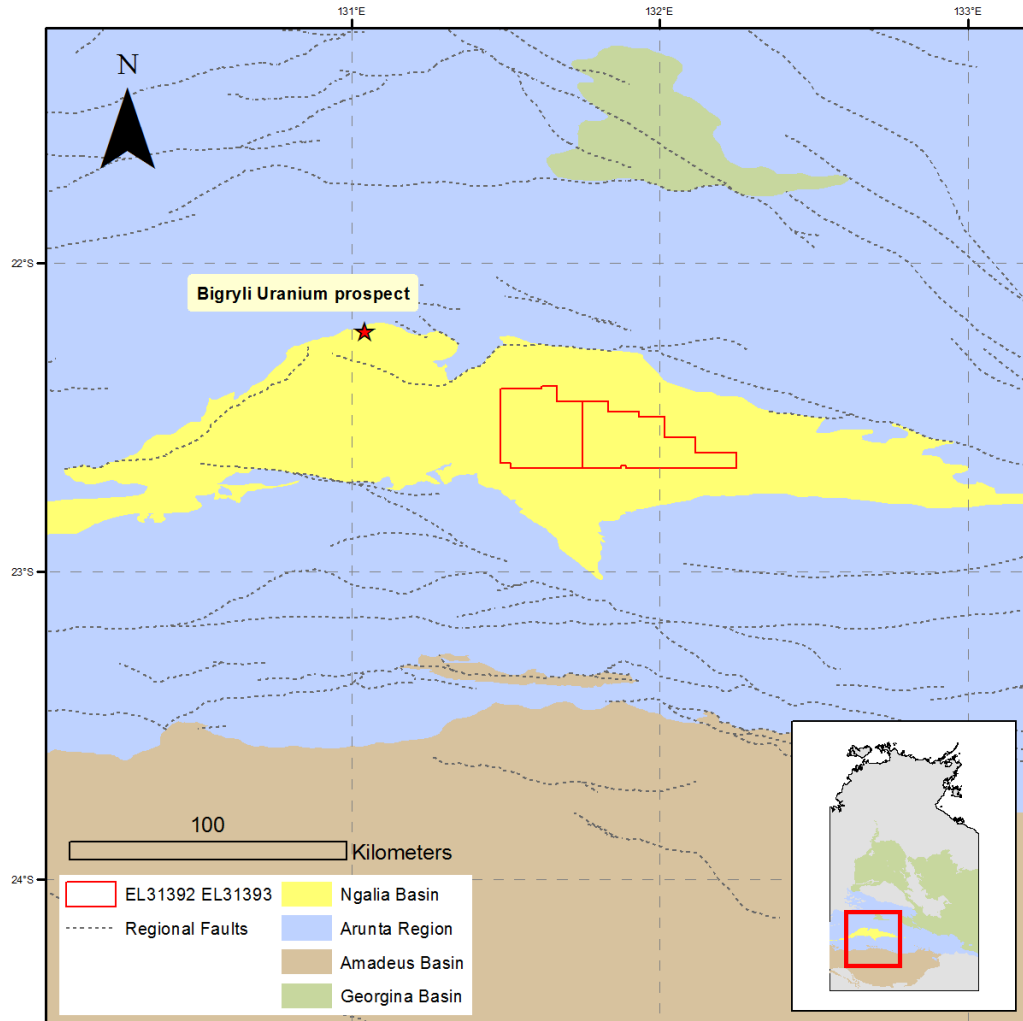 131°E
132°E
133°E
N
22°S
Bigryli Uranium prospect
23°S
100
Kilometers
24°S
EL31392 EL31393
Regional Faults
Ngalia Basin
Arunta Region
Amadeus Basin
Georgina Basin